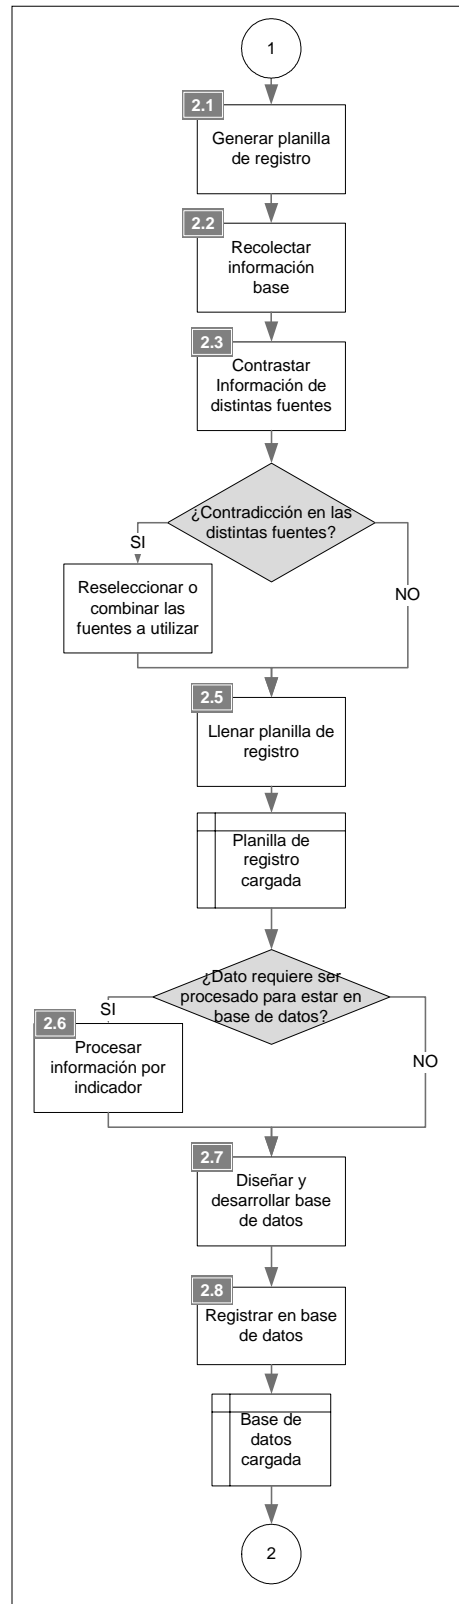 1
2.1
Generar planilla
de registro
2.2
Recolectar
información
base
2.3
Contrastar
Información de
distintas fuentes
¿Contradicción en las
distintas fuentes?
SI
NO
Reseleccionar o
combinar las
fuentes a utilizar
2.5
Llenar planilla de
registro
Planilla de
registro
cargada
¿Dato requiere ser
procesado para estar en
base de datos?
SI
NO
2.6
Procesar
información por
indicador
2.7
Diseñar y
desarrollar base
de datos
2.8
Registrar en base
de datos
Base de
datos
cargada
2